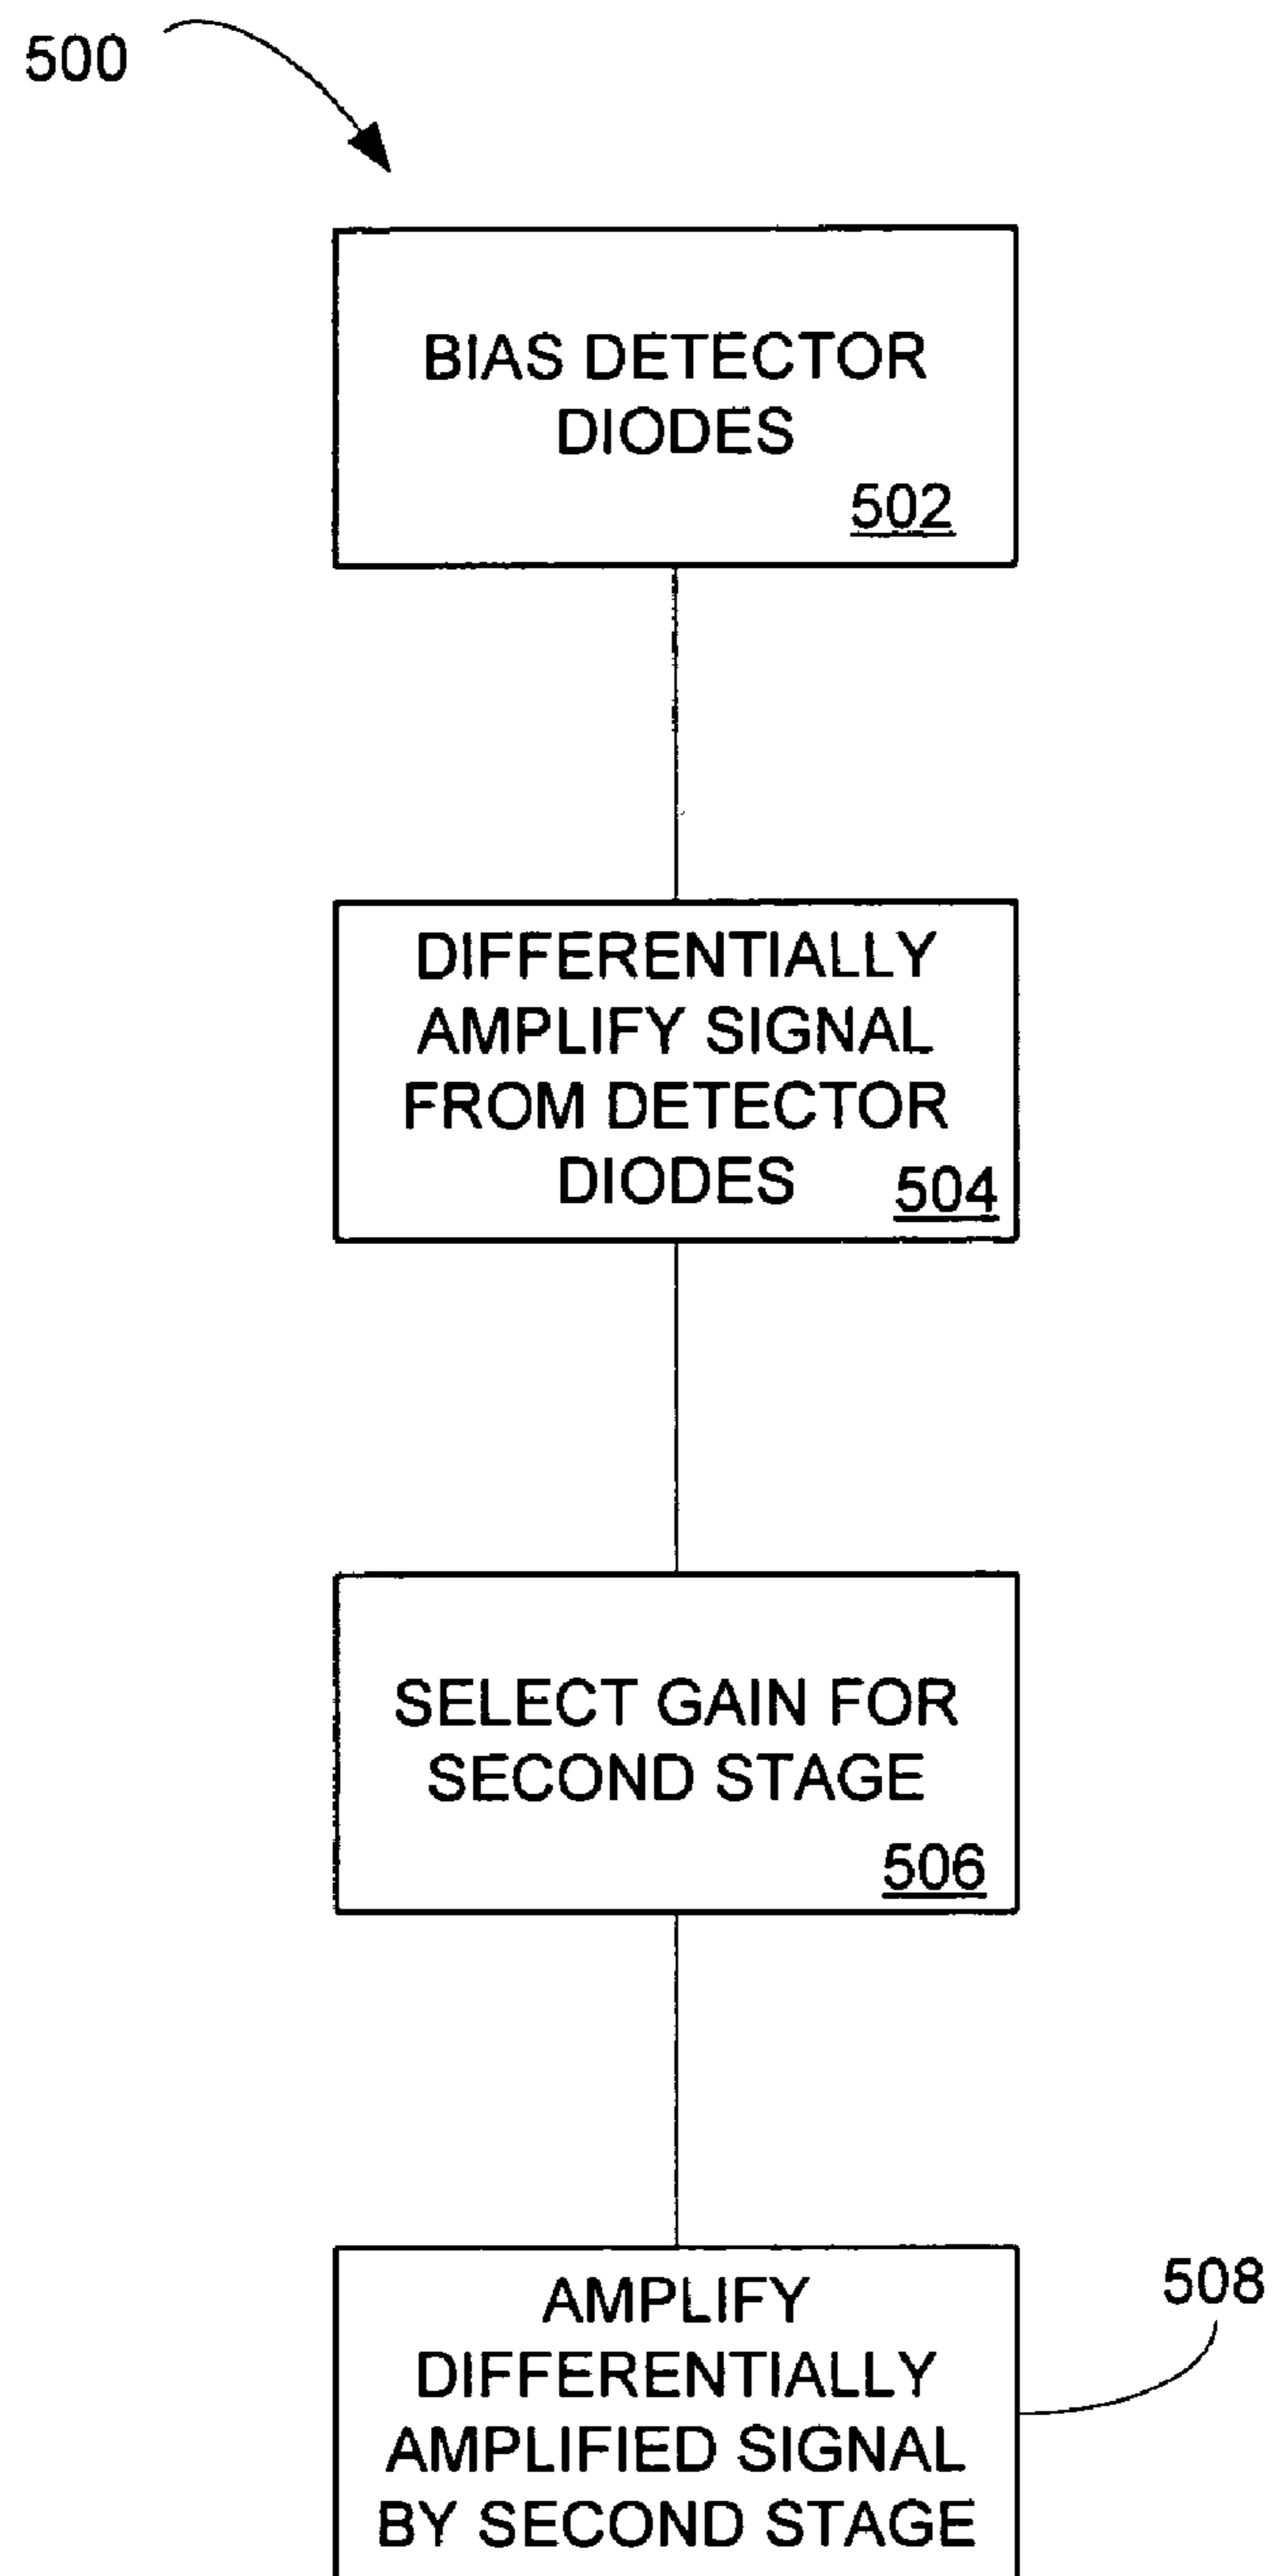 500
BIAS DETECTOR
DIODES
502
DIFFERENTIALLY
AMPLIFY SIGNAL
FROM DETECTOR
DIODES
504
SELECT GAIN FOR
SECOND STAGE
506
508
AMPLIFY
DIFFERENTIALLY
AMPLIFIED SIGNAL
BY SECOND STAGE